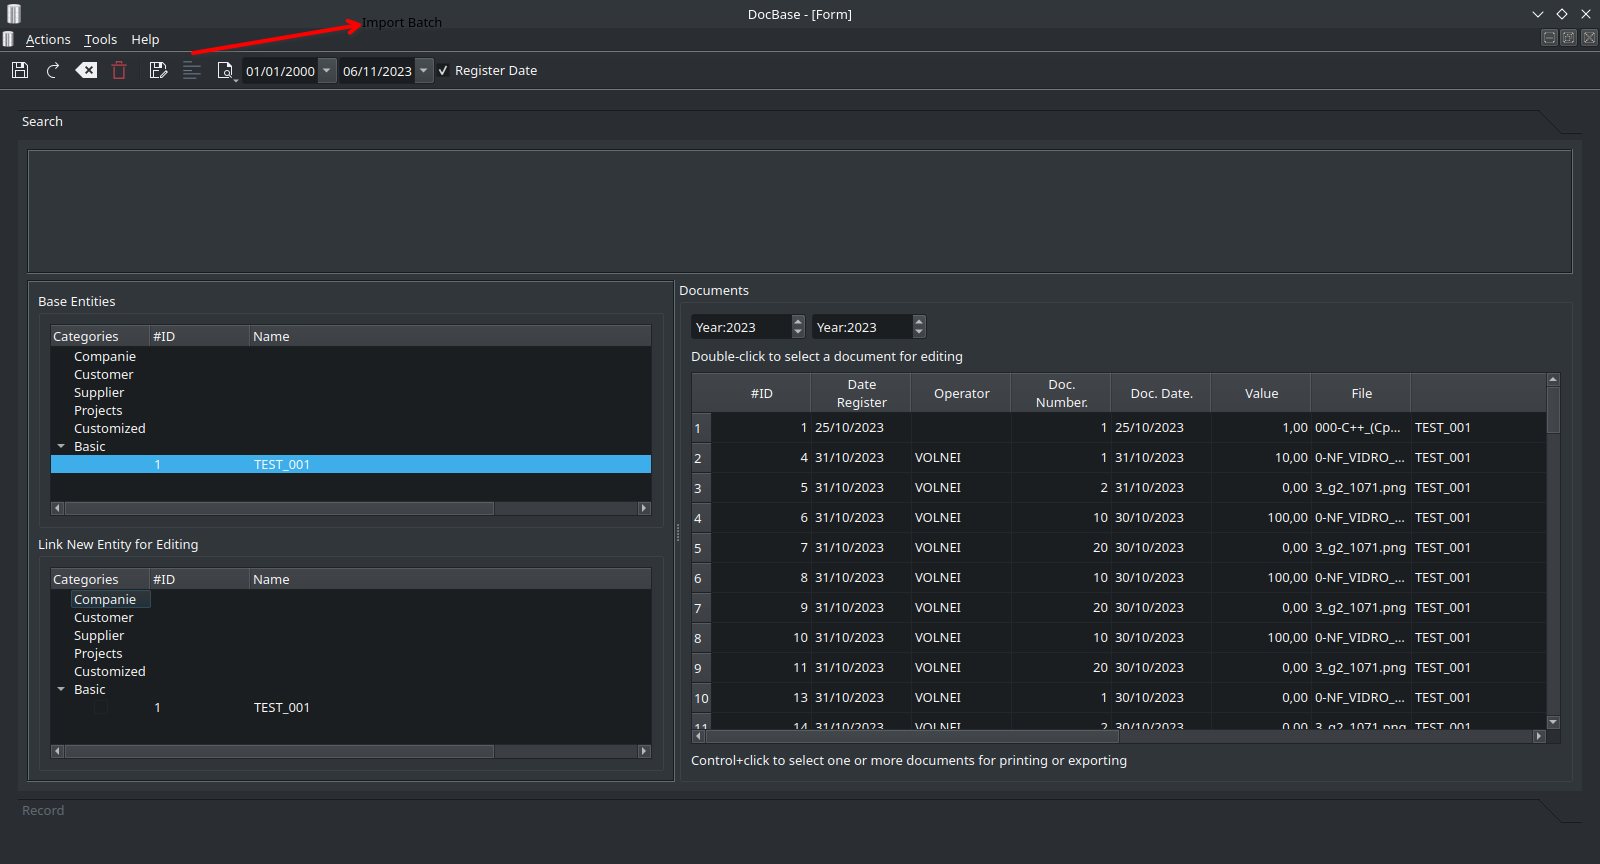 DocBase - [Form]
Import Batch
Actions Tools Help
01/01/2000 06/11/2023 Register Date
Search
Base Entities
Categories #ID Name
Companie
Customer
Supplier
Projects
Customized
Basic
1 TEST_001
Link New Entity for Editing
Categories #ID Name
Companie
Customer
Supplier
Projects
Customized
Basic
1 TEST_001
Documents
Year:2023 Year:2023
Double-click to select a document for editing
#ID Date Register Operator Doc. Number. Doc. Date. Value File
1 1 25/10/2023 1 25/10/2023 1,00 000-C++_(Cp... TEST_001
2 4 31/10/2023 VOLNEI 1 31/10/2023 10,00 0-NF_VIDRO_... TEST_001
3 5 31/10/2023 VOLNEI 2 31/10/2023 0,00 3_g2_1071.png TEST_001
4 6 31/10/2023 VOLNEI 10 30/10/2023 100,00 0-NF_VIDRO_... TEST_001
5 7 31/10/2023 VOLNEI 20 30/10/2023 0,00 3_g2_1071.png TEST_001
6 8 31/10/2023 VOLNEI 10 30/10/2023 100,00 0-NF_VIDRO_... TEST_001
7 9 31/10/2023 VOLNEI 20 30/10/2023 0,00 3_g2_1071.png TEST_001
8 10 31/10/2023 VOLNEI 10 30/10/2023 100,00 0-NF_VIDRO_... TEST_001
9 11 31/10/2023 VOLNEI 20 30/10/2023 0,00 3_g2_1071.png TEST_001
10 13 31/10/2023 VOLNEI 1 30/10/2023 0,00 0-NF_VIDRO_... TEST_001
11 14 31/10/2023 VOLNEI 2 30/10/2023 0,00 3_g2_1071.png TEST_001
Control+click to select one or more documents for printing or exporting
Record